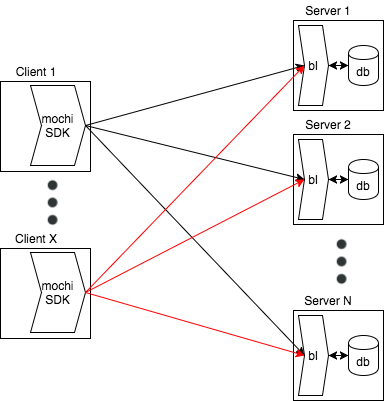 Client 1
mochi
SDK
Client X
mochi
SDK
Server 1
bl
db
Server 2
bl
db
Server N
bl
db